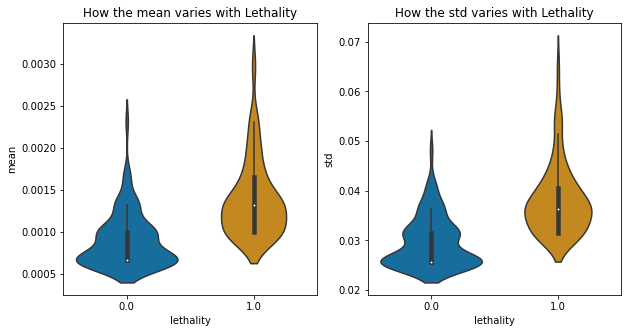 How the mean varies with Lethality
mean
0.0030
0.0025
0.0020
0.0015
0.0010
0.0005
0.0
1.0
lethality
How the std varies with Lethality
std
0.07
0.06
0.05
0.04
0.03
0.02
0.0
1.0
lethality